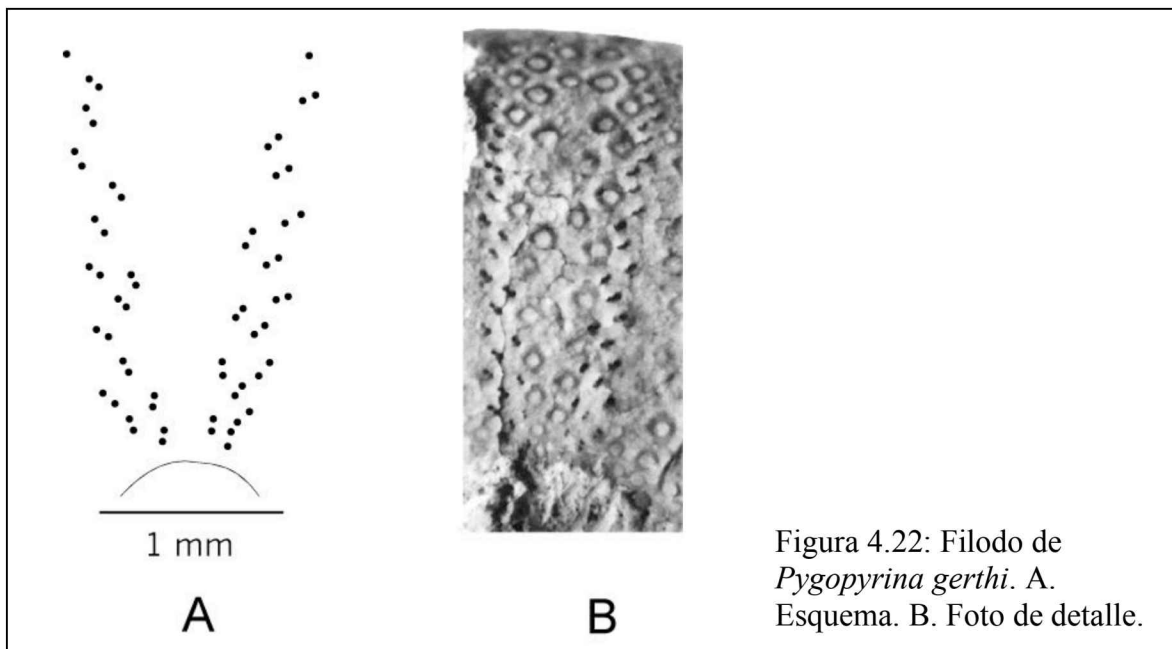 1 mm
A
B
Figura 4.22: Filodo de
Pygopyrina gerthi. A.
Esquema. B. Foto de detalle.